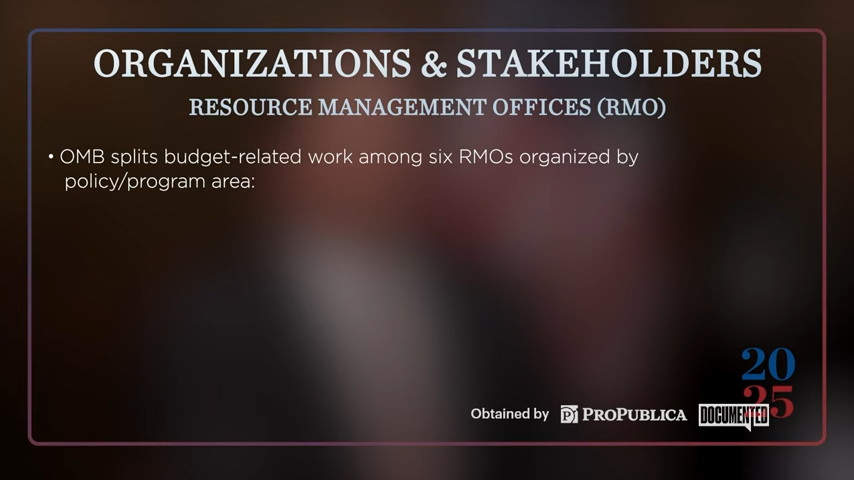 ORGANIZATIONS & STAKEHOLDERS
RESOURCE MANAGEMENT OFFICES (RMO)
• OMB splits budget-related work among six RMOs organized by
policy/program area:
20
25
Obtained by PROPUBLICA DOCUMENTED